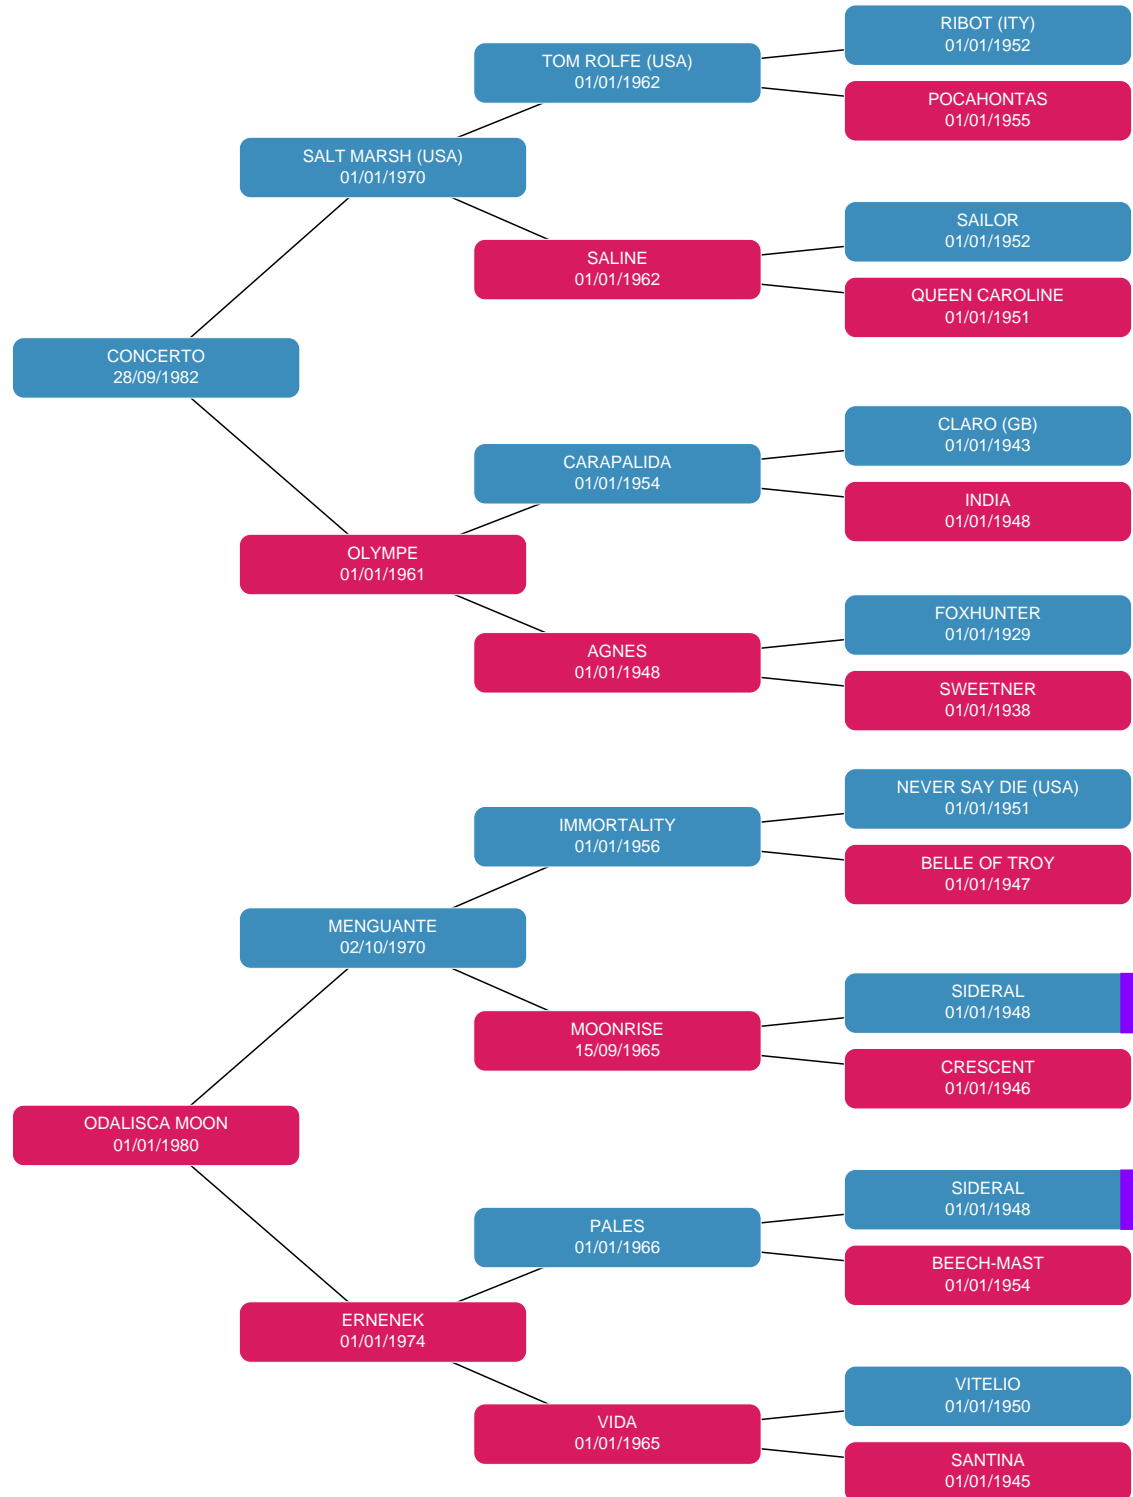 RIBOT (ITY)
01/01/1952
TOM ROLFE (USA)
01/01/1962
POCAHONTAS
01/01/1955
SALT MARSH (USA)
01/01/1970
SAILOR
01/01/1952
SALINE
01/01/1962
QUEEN CAROLINE
01/01/1951
CONCERTO
28/09/1982
CLARO (GB)
01/01/1943
CARAPALIDA
01/01/1954
INDIA
01/01/1948
OLYMPE
01/01/1961
FOXHUNTER
01/01/1929
AGNES
01/01/1948
SWEETNER
01/01/1938
NEVER SAY DIE (USA)
01/01/1951
IMMORTALITY
01/01/1956
BELLE OF TROY
01/01/1947
MENGUANTE
02/10/1970
SIDERAL
01/01/1948
MOONRISE
15/09/1965
CRESCENT
01/01/1946
ODALISCA MOON
01/01/1980
SIDERAL
01/01/1948
PALES
01/01/1966
BEECH-MAST
01/01/1954
ERNENEK
01/01/1974
VITELIO
01/01/1950
VIDA
01/01/1965
SANTINA
01/01/1945